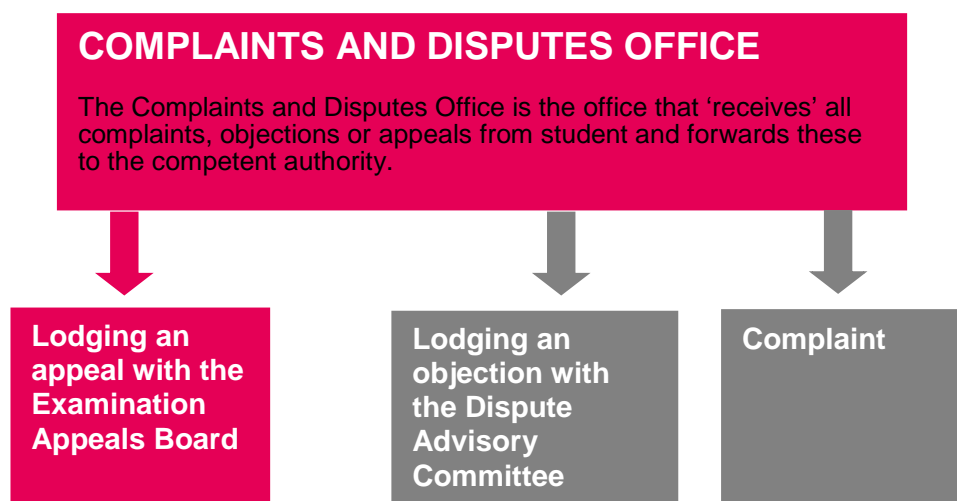 COMPLAINTS AND DISPUTES OFFICE
The Complaints and Disputes Office is the office that ‘receives’ all
complaints, objections or appeals from student and forwards these
to the competent authority.
Lodging an
appeal with the
Examination
Appeals Board
Lodging an
objection with
the Dispute
Advisory
Committee
Complaint